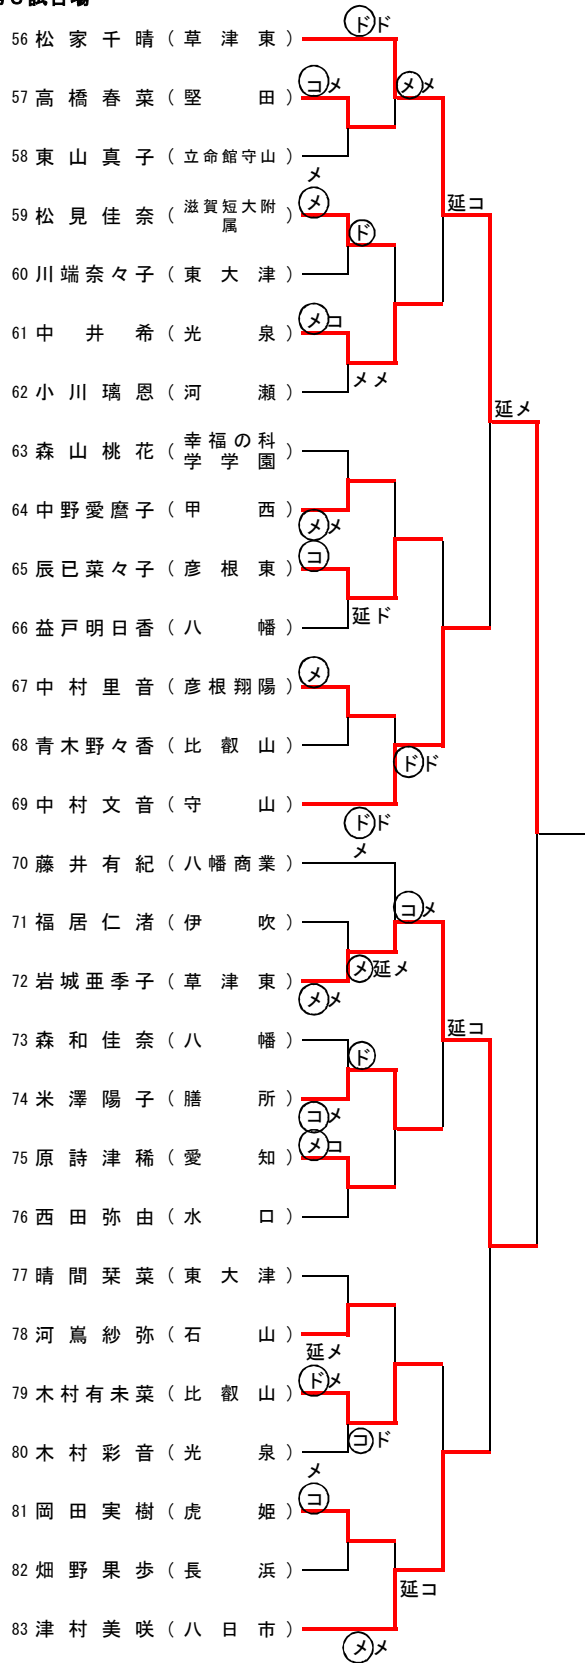 ドド
56 松家千晴（草津東）
コメ
メメ
57 高橋春菜（堅田）
58 東山真子（立命館守山）
メ
メ
延コ
59 松見佳奈（滋賀短大附属）
ド
60 川端奈々子（東大津）
メコ
61 中井希（光泉）
メメ
62 小川璃恩（河瀬）
延メ
63 森山桃花（幸福の科学学園）
64 中野愛麿子（甲西）
メメ
コ
65 辰已菜々子（彦根東）
延ド
66 益戸明日香（八幡）
メ
67 中村里音（彦根翔陽）
68 青木野々香（比叡山）
ドド
69 中村文音（守山）
ドド
メ
70 藤井有紀（八幡商業）
コメ
71 福居仁渚（伊吹）
メ延メ
72 岩城亜季子（草津東）
メメ
延コ
73 森和佳奈（八幡）
ド
74 米澤陽子（膳所）
コメ
メコ
75 原詩津稀（愛知）
76 西田弥由（水口）
77 晴間栞菜（東大津）
78 河嶌紗弥（石山）
延メ
ドメ
79 木村有未菜（比叡山）
コド
80 木村彩音（光泉）
メ
コ
81 岡田実樹（虎姫）
82 畑野果歩（長浜）
延コ
83 津村美咲（八日市）
メメ